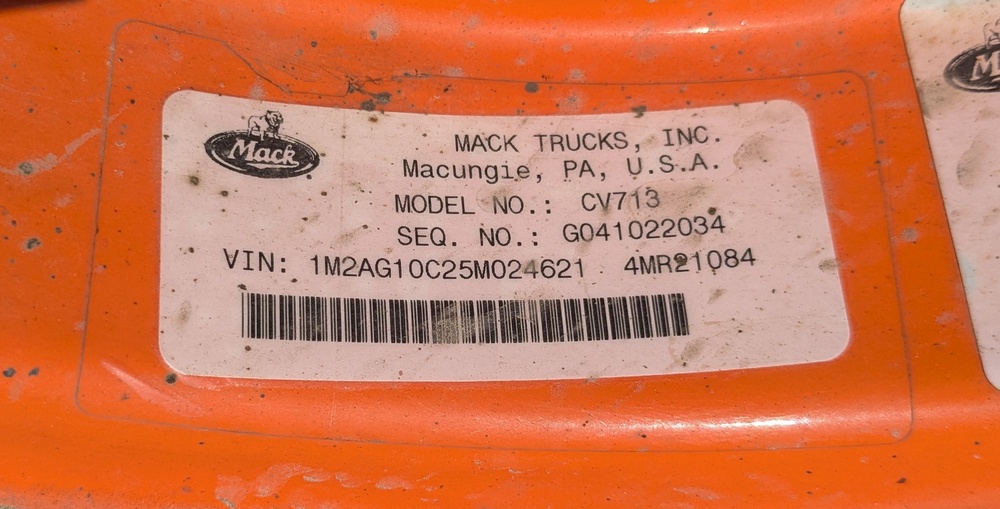 Mack
MACK TRUCKS, INC.
Macungie, PA, U.S.A.
MODEL NO.: CV713
SEQ. NO.: G041022034
VIN: 1M2AG10C25M024621 4MR21084